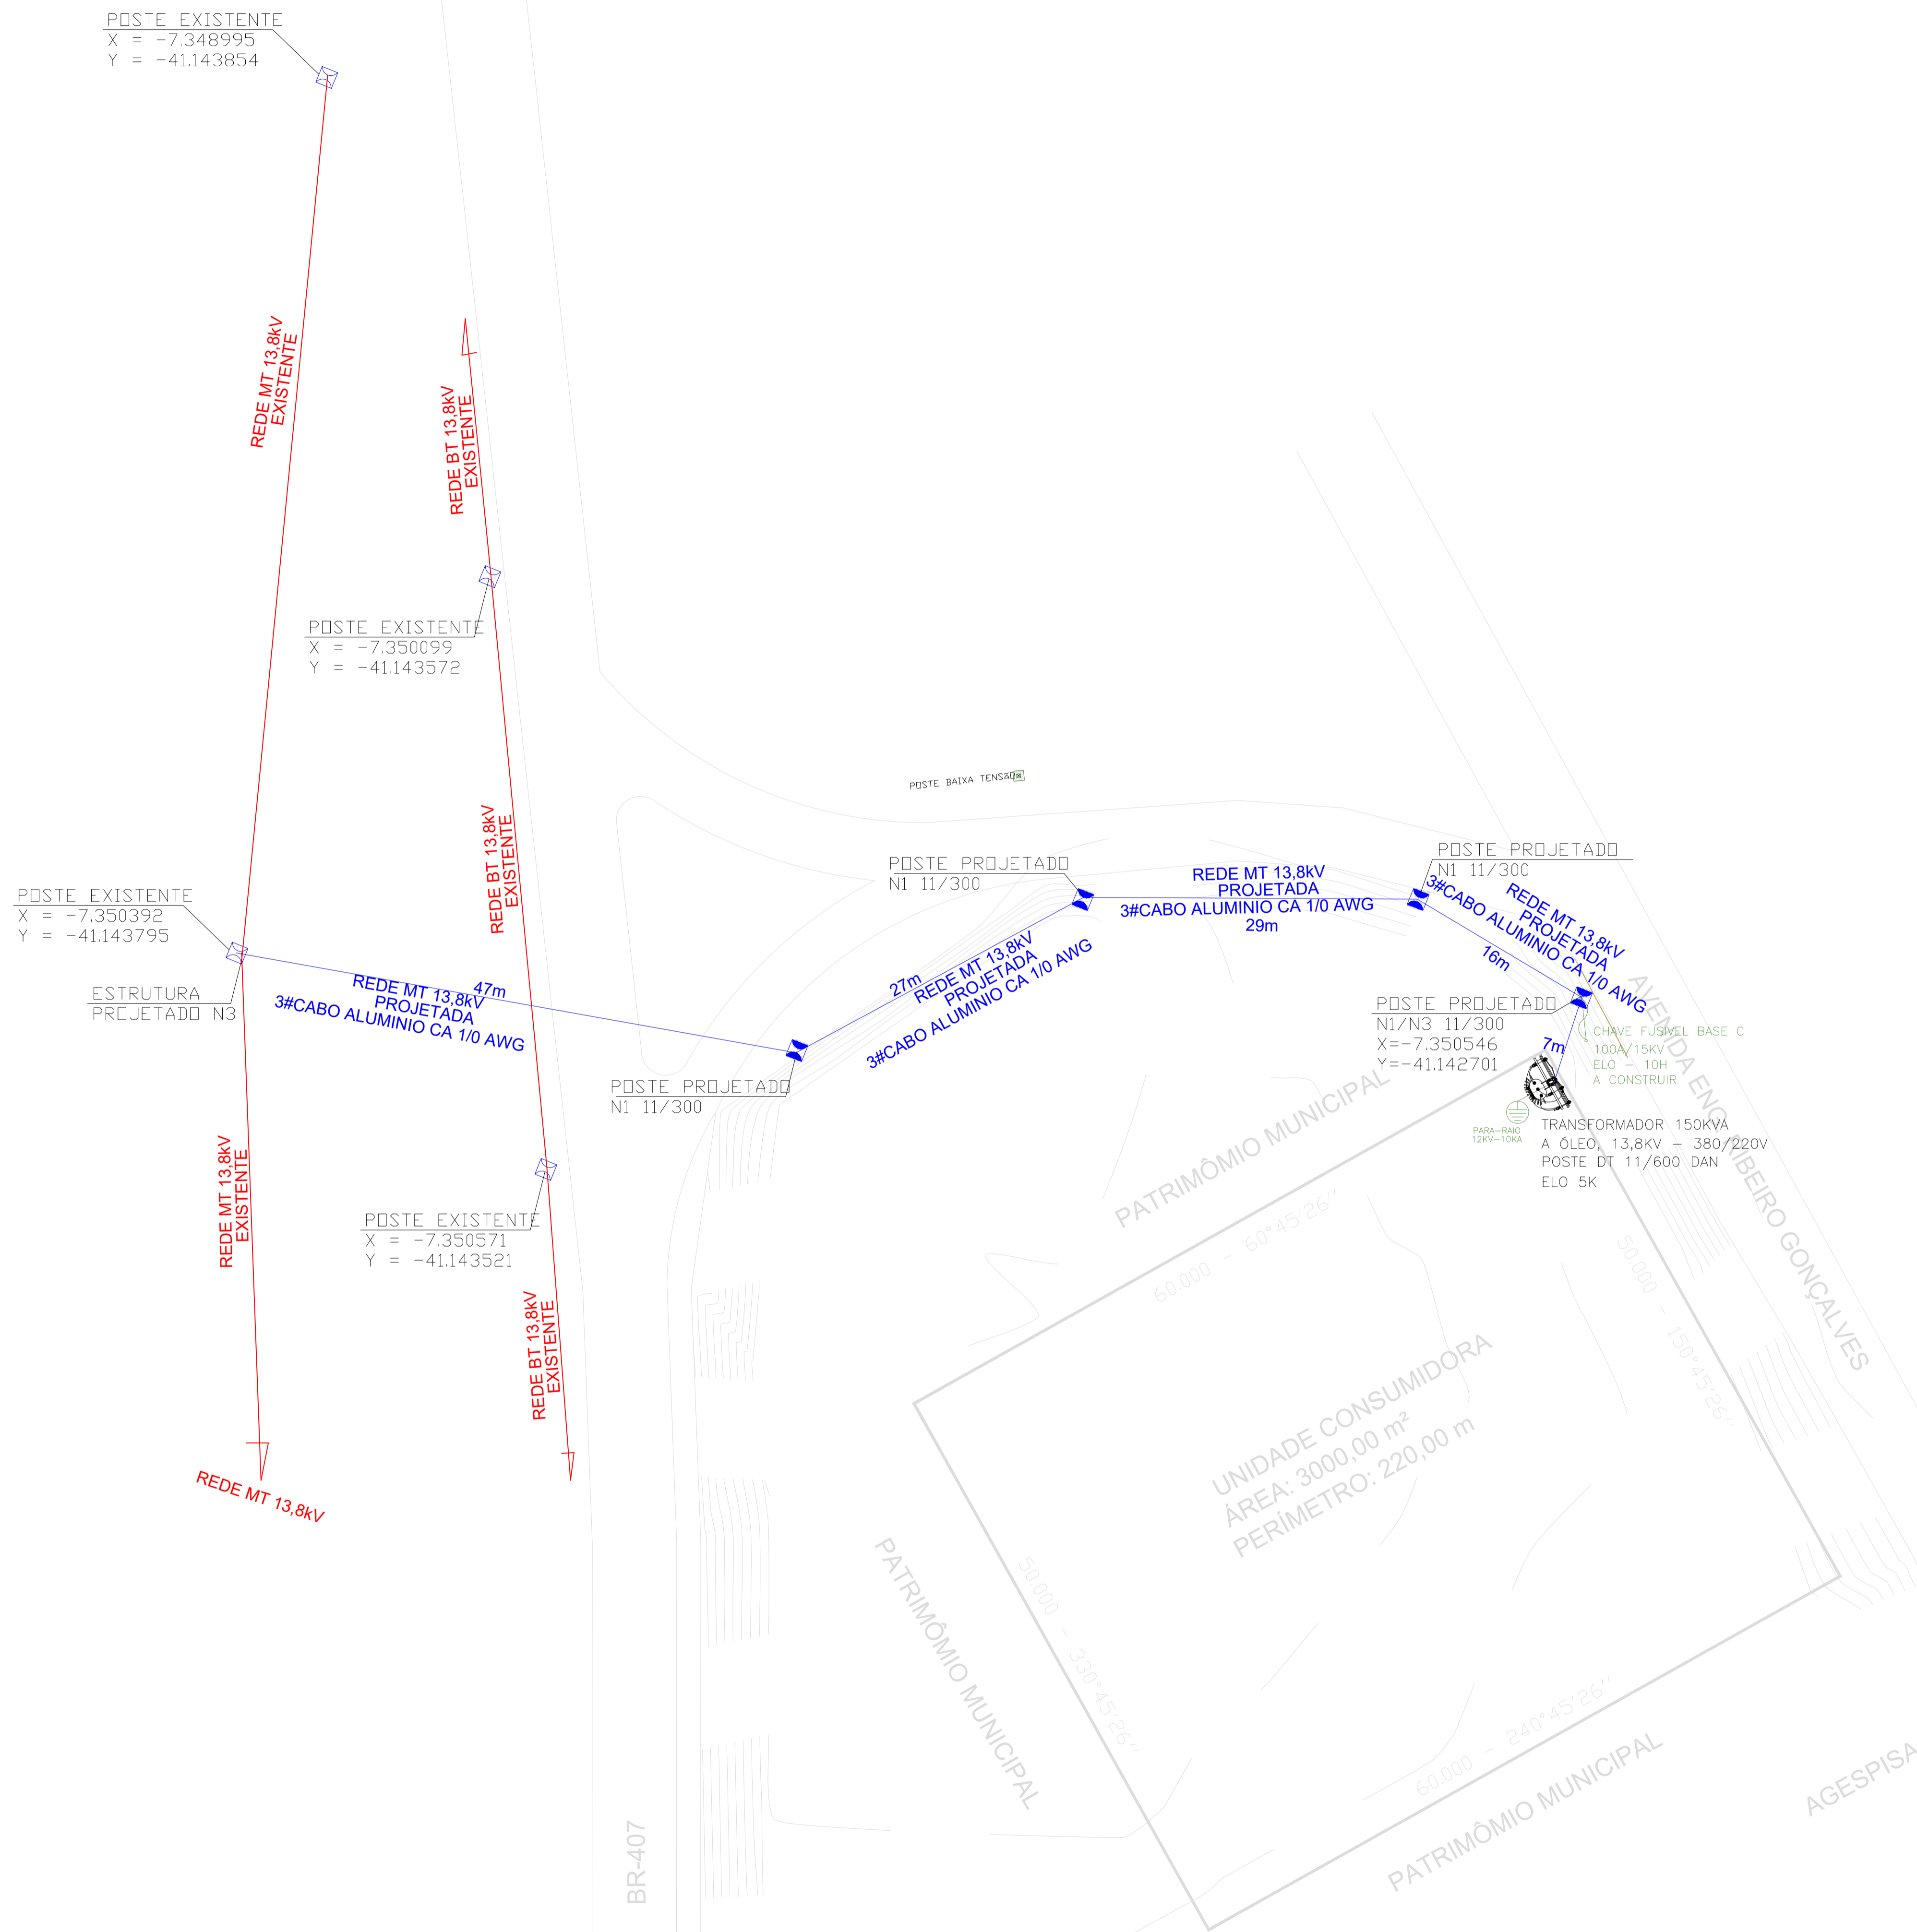 POSTE EXISTENTE
X = -7.348995
Y = -41.143854
REDE MT 13,8kV
EXISTENTE
REDE BT 13,8kV
EXISTENTE
POSTE EXISTENTE
X = -7.350099
Y = -41.143572
POSTE BAIXA TENSÃO
REDE BT 13,8kV
EXISTENTE
POSTE EXISTENTE
X = -7.350392
Y = -41.143795
ESTRUTURA
PROJETADO N3
47m
REDE MT 13,8kV
PROJETADA
3#CABO ALUMINIO CA 1/0 AWG
POSTE PROJETADO
N1 11/300
POSTE PROJETADO
N1 11/300
27m
REDE MT 13,8kV
PROJETADA
3#CABO ALUMINIO CA 1/0 AWG
REDE MT 13,8kV
PROJETADA
3#CABO ALUMINIO CA 1/0 AWG
29m
POSTE PROJETADO
N1 11/300
REDE MT 13,8kV
PROJETADA
3#CABO ALUMINIO CA 1/0 AWG
16m
POSTE PROJETADO
N1/N3 11/300
X=-7.350546
Y=-41.142701
7m
CHAVE FUSÍVEL BASE C
100A/15KV
ELO - 10H
A CONSTRUIR
PARA-RAIO
12KV-10KA
TRANSFORMADOR 150KVA
A ÓLEO, 13,8KV - 380/220V
POSTE DT 11/600 DAN
ELO 5K
AVENIDA ENG. RIBEIRO GONÇALVES
REDE MT 13,8kV
EXISTENTE
POSTE EXISTENTE
X = -7.350571
Y = -41.143521
REDE BT 13,8kV
EXISTENTE
REDE MT 13,8kV
PATRIMÔMIO MUNICIPAL
60.000 - 60°45'26''
50.000 - 150°45'26''
UNIDADE CONSUMIDORA
ÁREA: 3000,00 m²
PERÍMETRO: 220,00 m
PATRIMÔMIO MUNICIPAL
50.000 - 330°45'26''
60.000 - 240°45'26''
PATRIMÔMIO MUNICIPAL
AGESPISA
BR-407